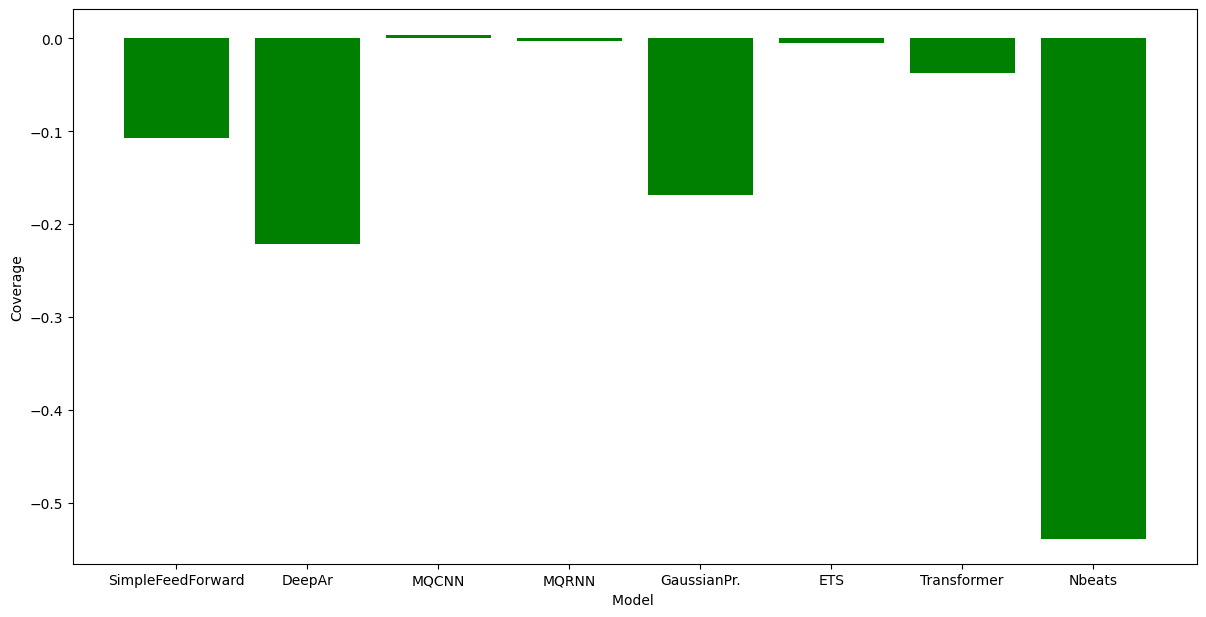 0.0
−0.1
−0.2
−0.3
−0.4
−0.5
Coverage
SimpleFeedForward DeepAr MQCNN MQRNN GaussianPr. ETS Transformer Nbeats
Model